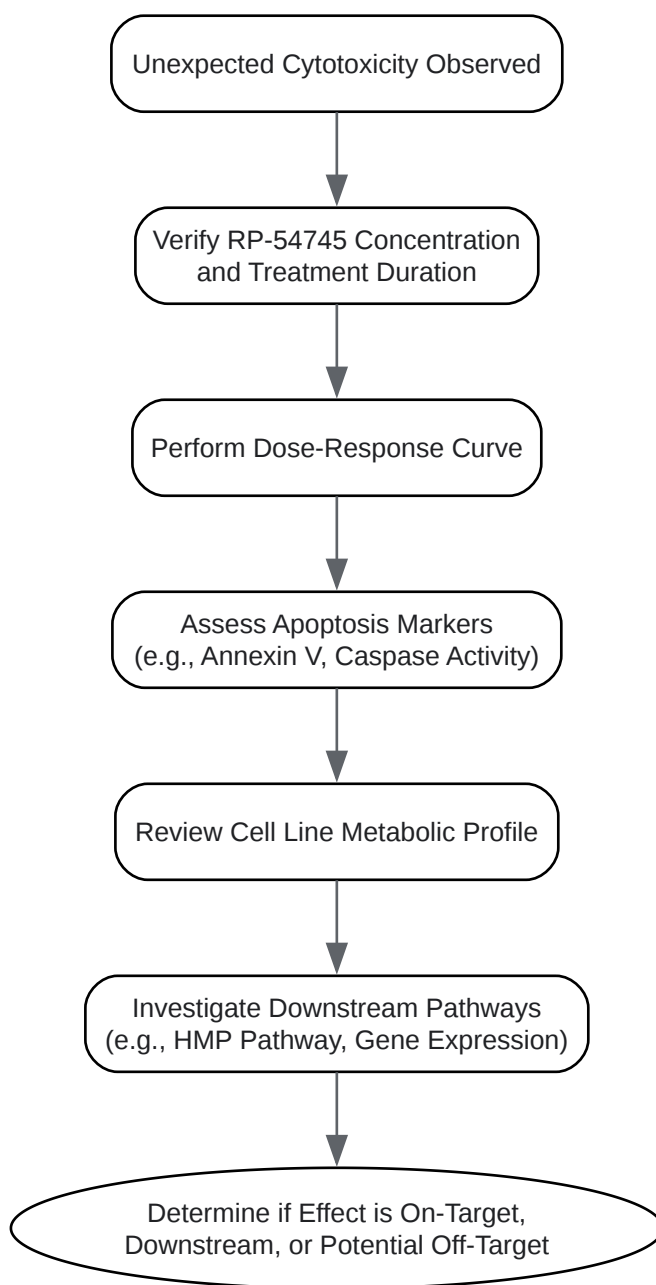 Unexpected Cytotoxicity Observed
Verify RP-54745 Concentration
and Treatment Duration
Perform Dose-Response Curve
Assess Apoptosis Markers
(e.g., Annexin V, Caspase Activity)
Review Cell Line Metabolic Profile
Investigate Downstream Pathways
(e.g., HMP Pathway, Gene Expression)
Determine if Effect is On-Target,
Downstream, or Potential Off-Target